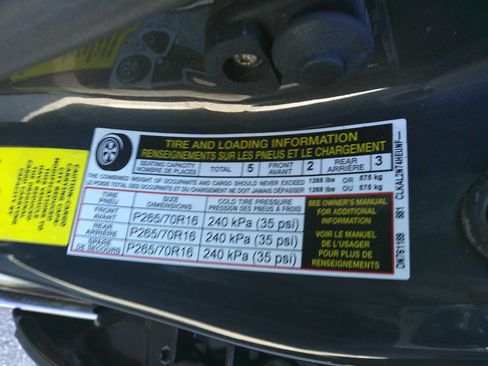 TIRE AND LOADING INFORMATION
RENSEIGNEMENTS SUR LES PNEUS ET LE CHARGEMENT
SEATING CAPACITY
NOMBRE DE PLACES
TOTAL 5
FRONT
AVANT 2
REAR
ARRIÈRE 3
THE COMBINED WEIGHT OF OCCUPANTS AND CARGO SHOULD NEVER EXCEED 1268 lbs OR 575 kg
LE POIDS TOTAL DES OCCUPANTS ET DU CHARGEMENT NE DOIT JAMAIS DÉPASSER 1268 lbs OU 575 kg
TIRE
PNEU
SIZE
DIMENSIONS
COLD TIRE PRESSURE
PRESSION DES PNEUS À FROID
FRONT
AVANT P265/70R16 240 kPa (35 psi)
REAR
ARRIÈRE P265/70R16 240 kPa (35 psi)
SPARE
DE SECOURS P265/70R16 240 kPa (35 psi)
SEE OWNER'S MANUAL
FOR ADDITIONAL
INFORMATION
VOIR LE MANUEL
DE L'USAGER
POUR PLUS DE
RENSEIGNEMENTS